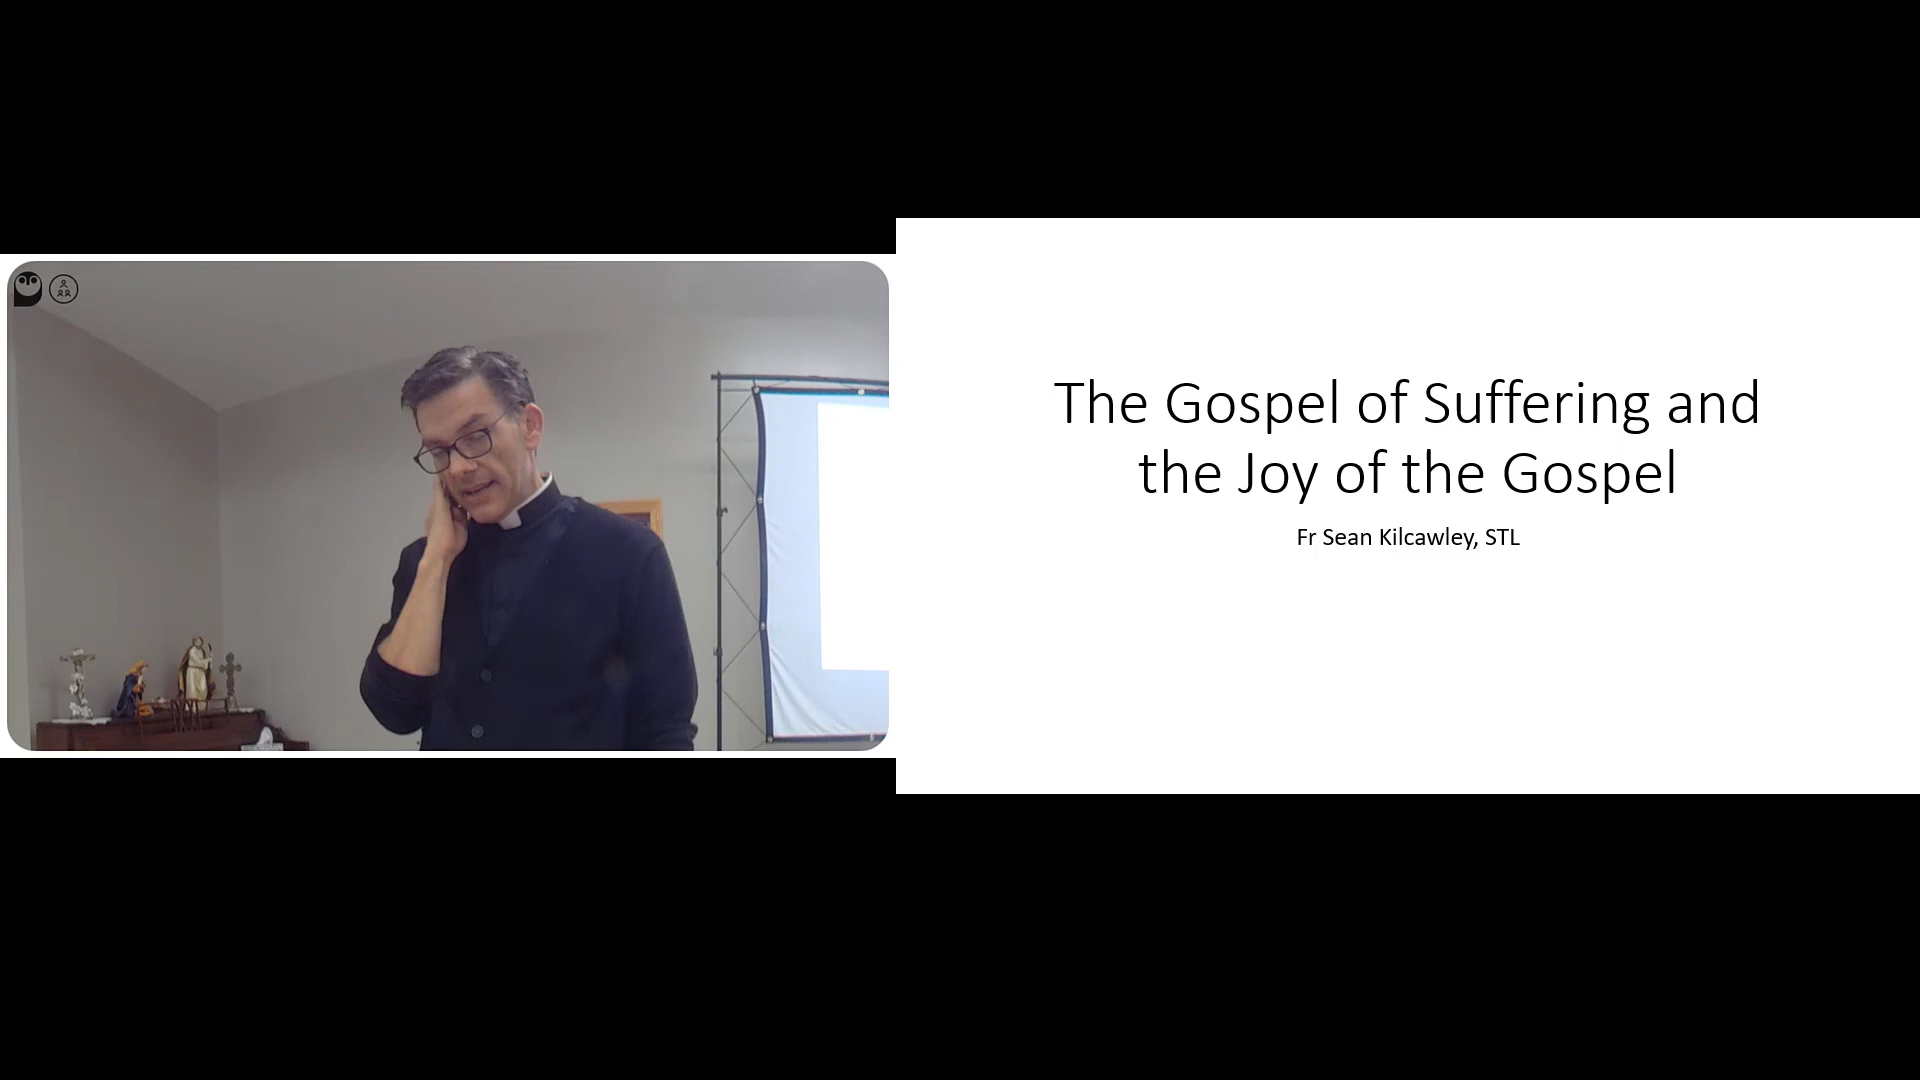 The Gospel of Suffering and
the Joy of the Gospel
Fr Sean Kilcawley, STL